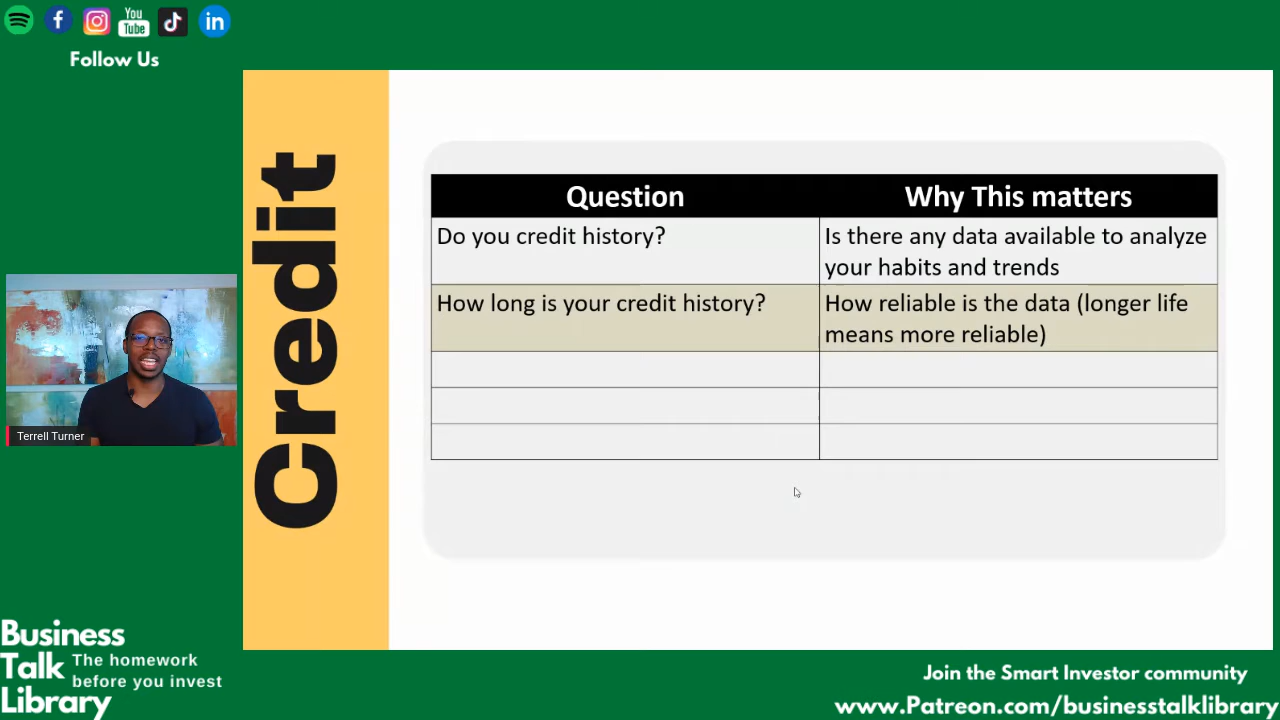 You
Tube
in
Follow Us
Credit
Question
Why This matters
Do you credit history?
Is there any data available to analyze
your habits and trends
How long is your credit history?
How reliable is the data (longer life
means more reliable)
Terrell Turner
Business
Talk
Library
The homework
before you invest
Join the Smart Investor community
www.Patreon.com/businesstalklibrary